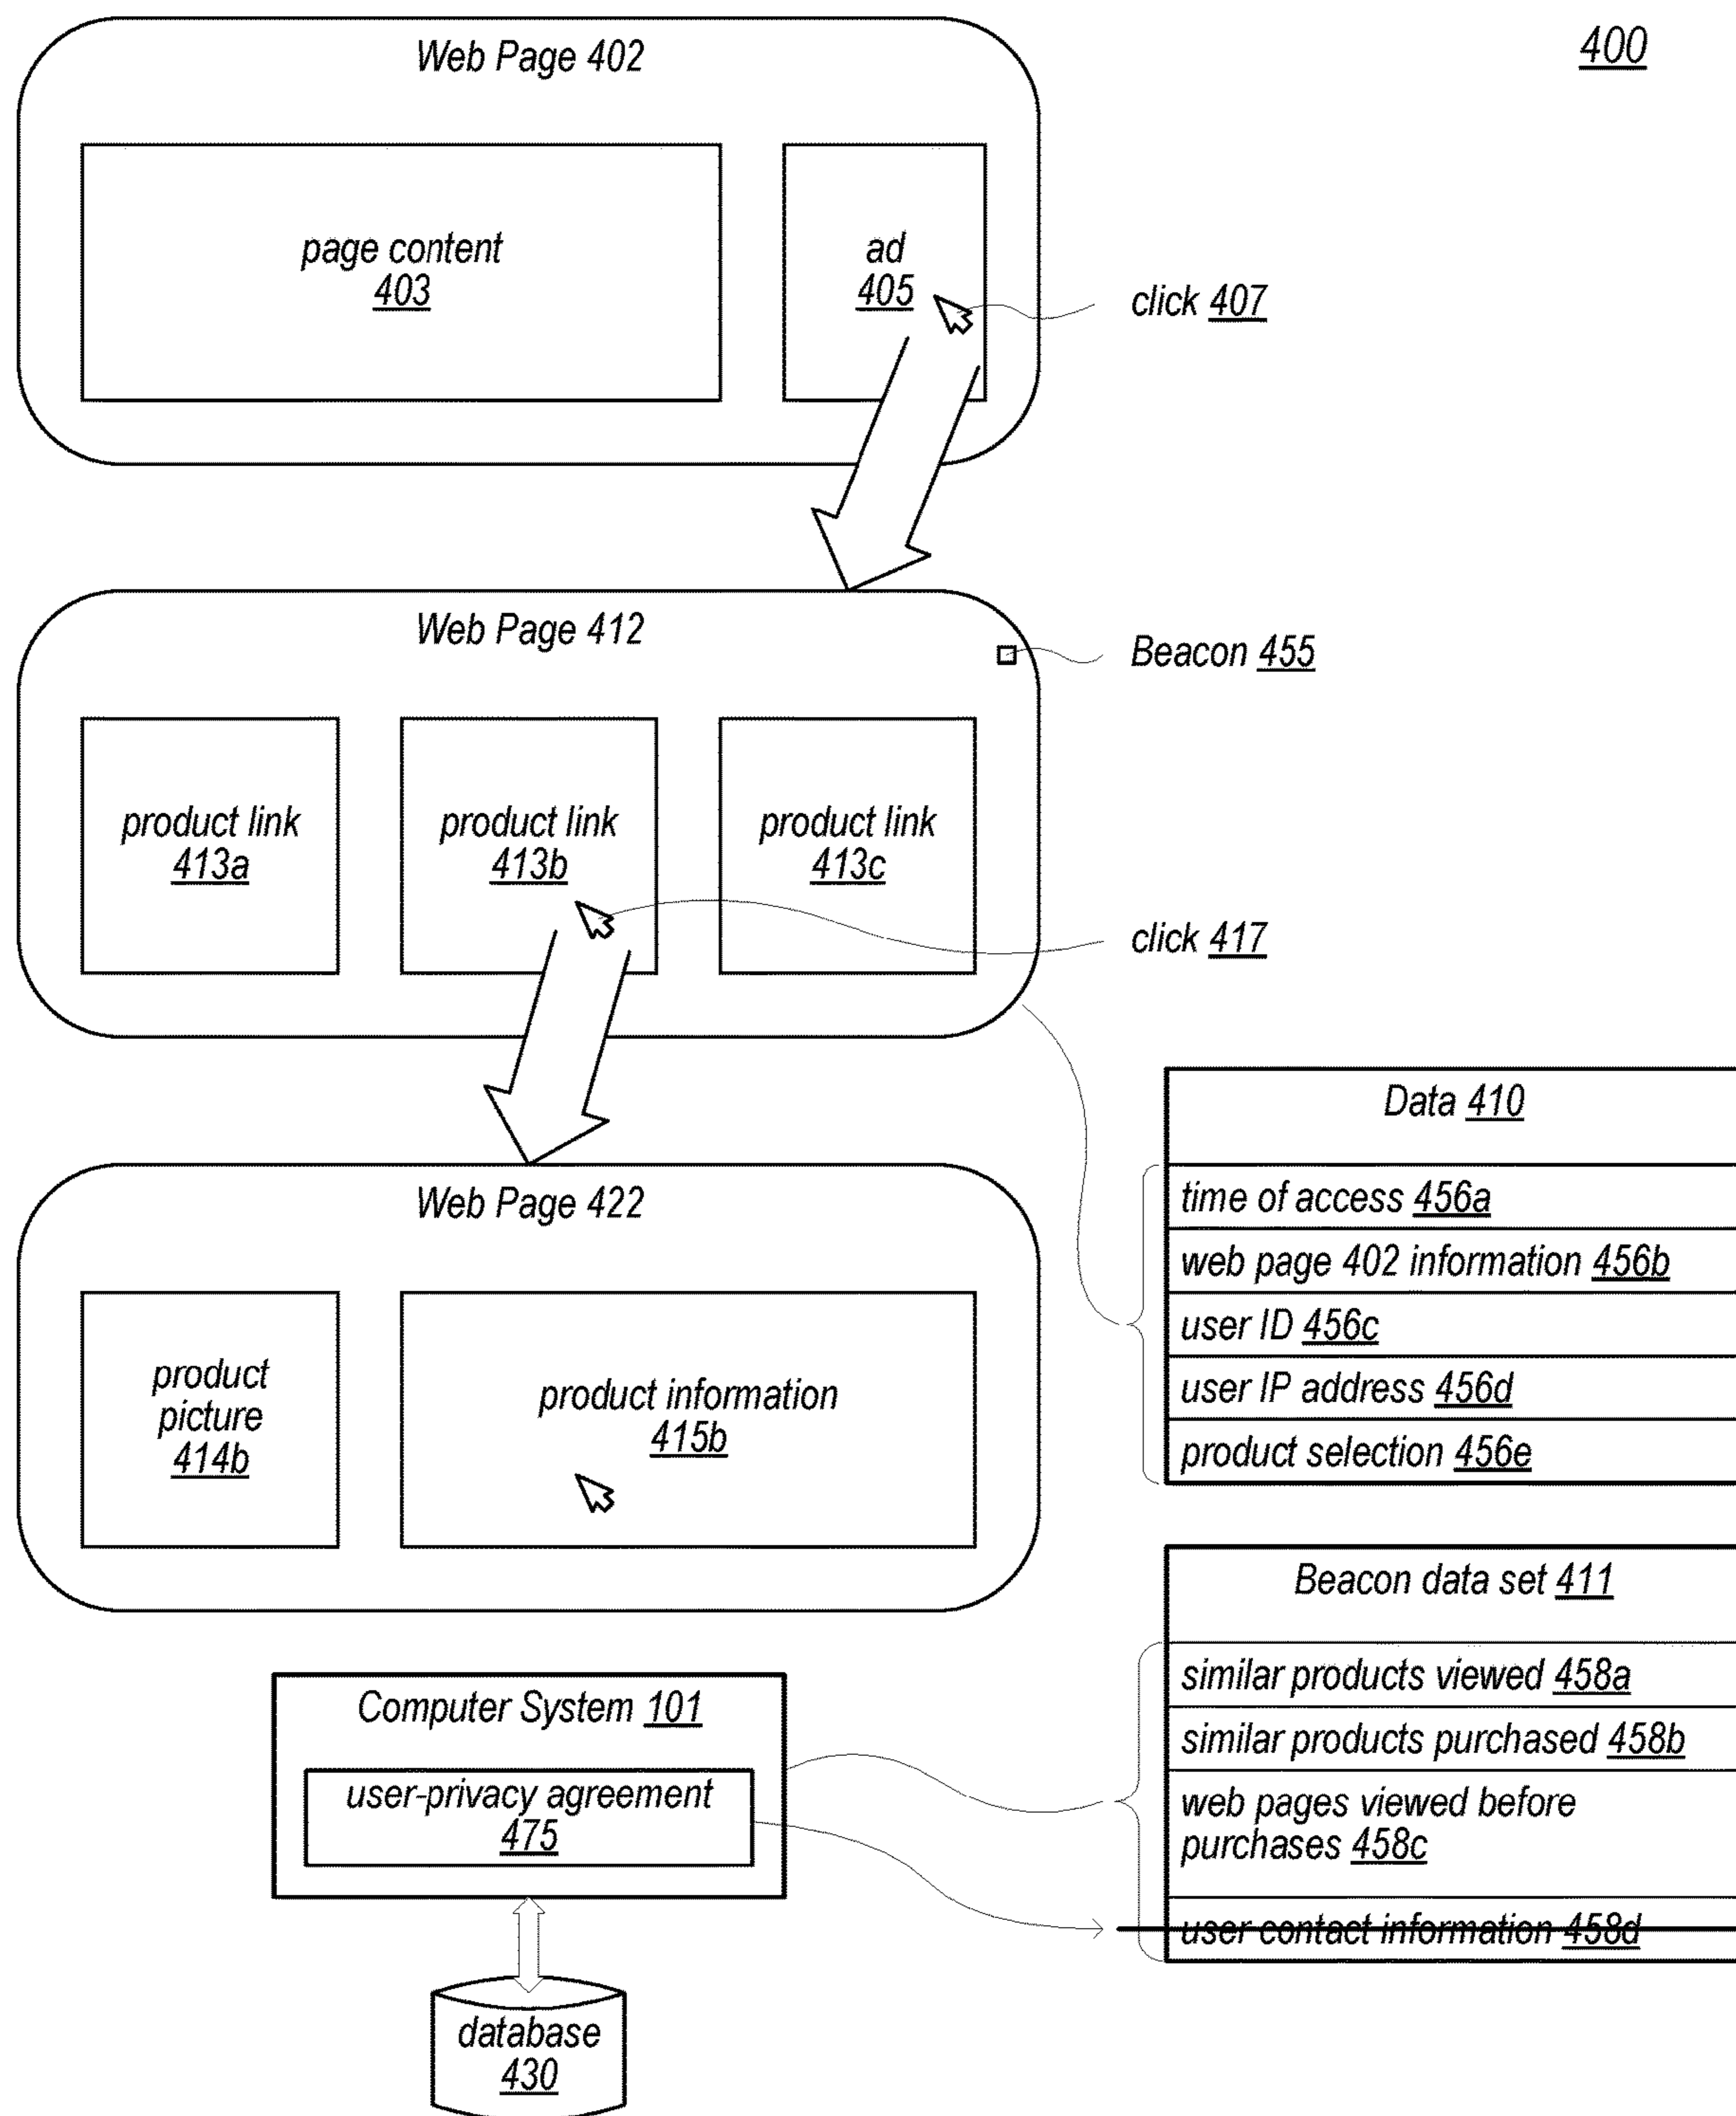 400
Web Page 402
page content
403
ad
405
click 407
Web Page 412
Beacon 455
product link
413a
product link
413b
product link
413c
click 417
Web Page 422
product
picture
414b
product information
415b
Data 410
time of access 456a
web page 402 information 456b
user ID 456c
user IP address 456d
product selection 456e
Beacon data set 411
similar products viewed 458a
similar products purchased 458b
web pages viewed before
purchases 458c
user contact information 458d
Computer System 101
user-privacy agreement
475
database
430